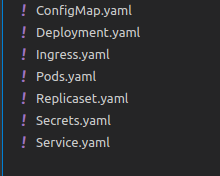 ! ConfigMap.yaml
! Deployment.yaml
! Ingress.yaml
! Pods.yaml
! Replicaset.yaml
! Secrets.yaml
! Service.yaml